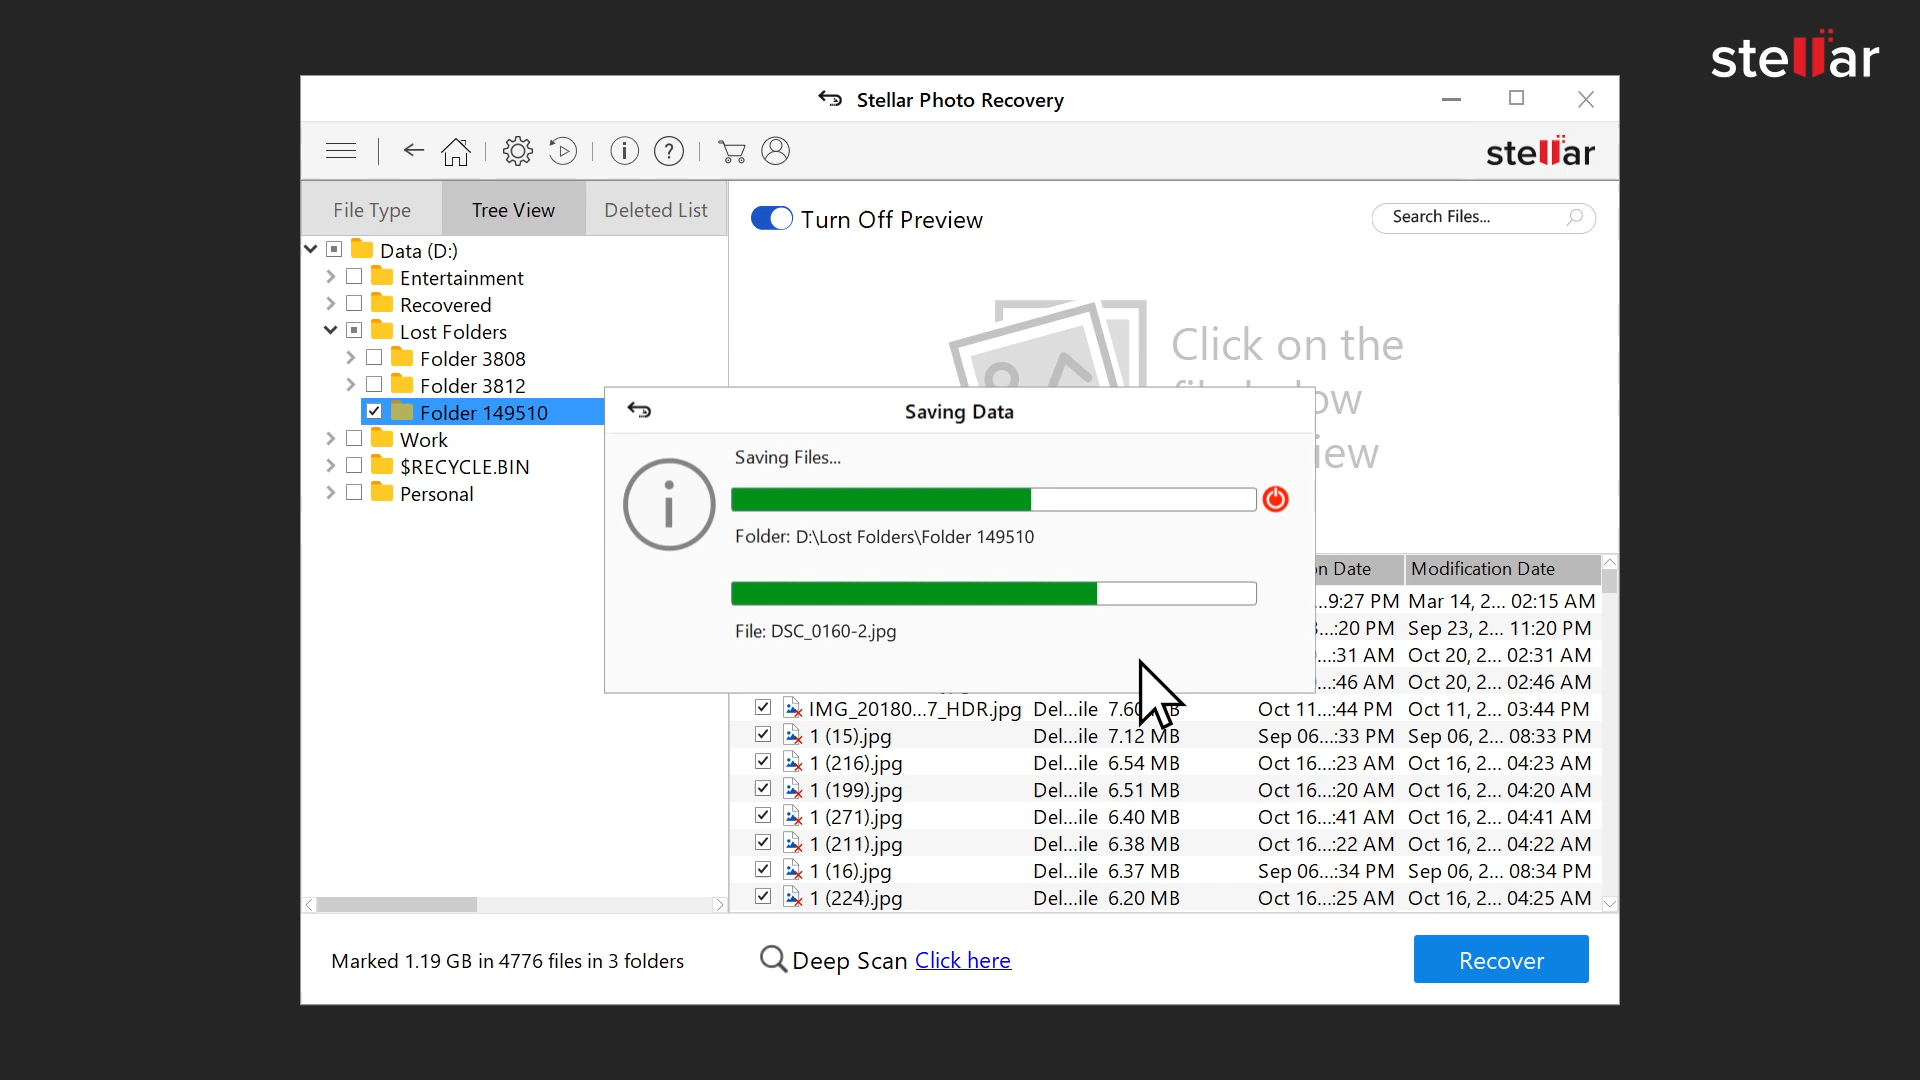 stellar
Stellar Photo Recovery
stellar
File Type Tree View Deleted List
Turn Off Preview
Search Files...
Data (D:)
Entertainment
Recovered
Lost Folders
Folder 3808
Folder 3812
Folder 149510
Work
$RECYCLE.BIN
Personal
Click on the
Saving Data
Saving Files...
Folder: D:\Lost Folders\Folder 149510
File: DSC_0160-2.jpg
Date Modification Date
...9:27 PM Mar 14, 2... 02:15 AM
...:20 PM Sep 23, 2... 11:20 PM
...:31 AM Oct 20, 2... 02:31 AM
...:46 AM Oct 20, 2... 02:46 AM
IMG_20180...7_HDR.jpg Del...ile Oct 11...:44 PM Oct 11, 2... 03:44 PM
1 (15).jpg Del...ile 7.12 MB Sep 06...:33 PM Sep 06, 2... 08:33 PM
1 (216).jpg Del...ile 6.54 MB Oct 16...:23 AM Oct 16, 2... 04:23 AM
1 (199).jpg Del...ile 6.51 MB Oct 16...:20 AM Oct 16, 2... 04:20 AM
1 (271).jpg Del...ile 6.40 MB Oct 16...:41 AM Oct 16, 2... 04:41 AM
1 (211).jpg Del...ile 6.38 MB Oct 16...:22 AM Oct 16, 2... 04:22 AM
1 (16).jpg Del...ile 6.37 MB Sep 06...:34 PM Sep 06, 2... 08:34 PM
1 (224).jpg Del...ile 6.20 MB Oct 16...:25 AM Oct 16, 2... 04:25 AM
Marked 1.19 GB in 4776 files in 3 folders
Deep Scan Click here
Recover